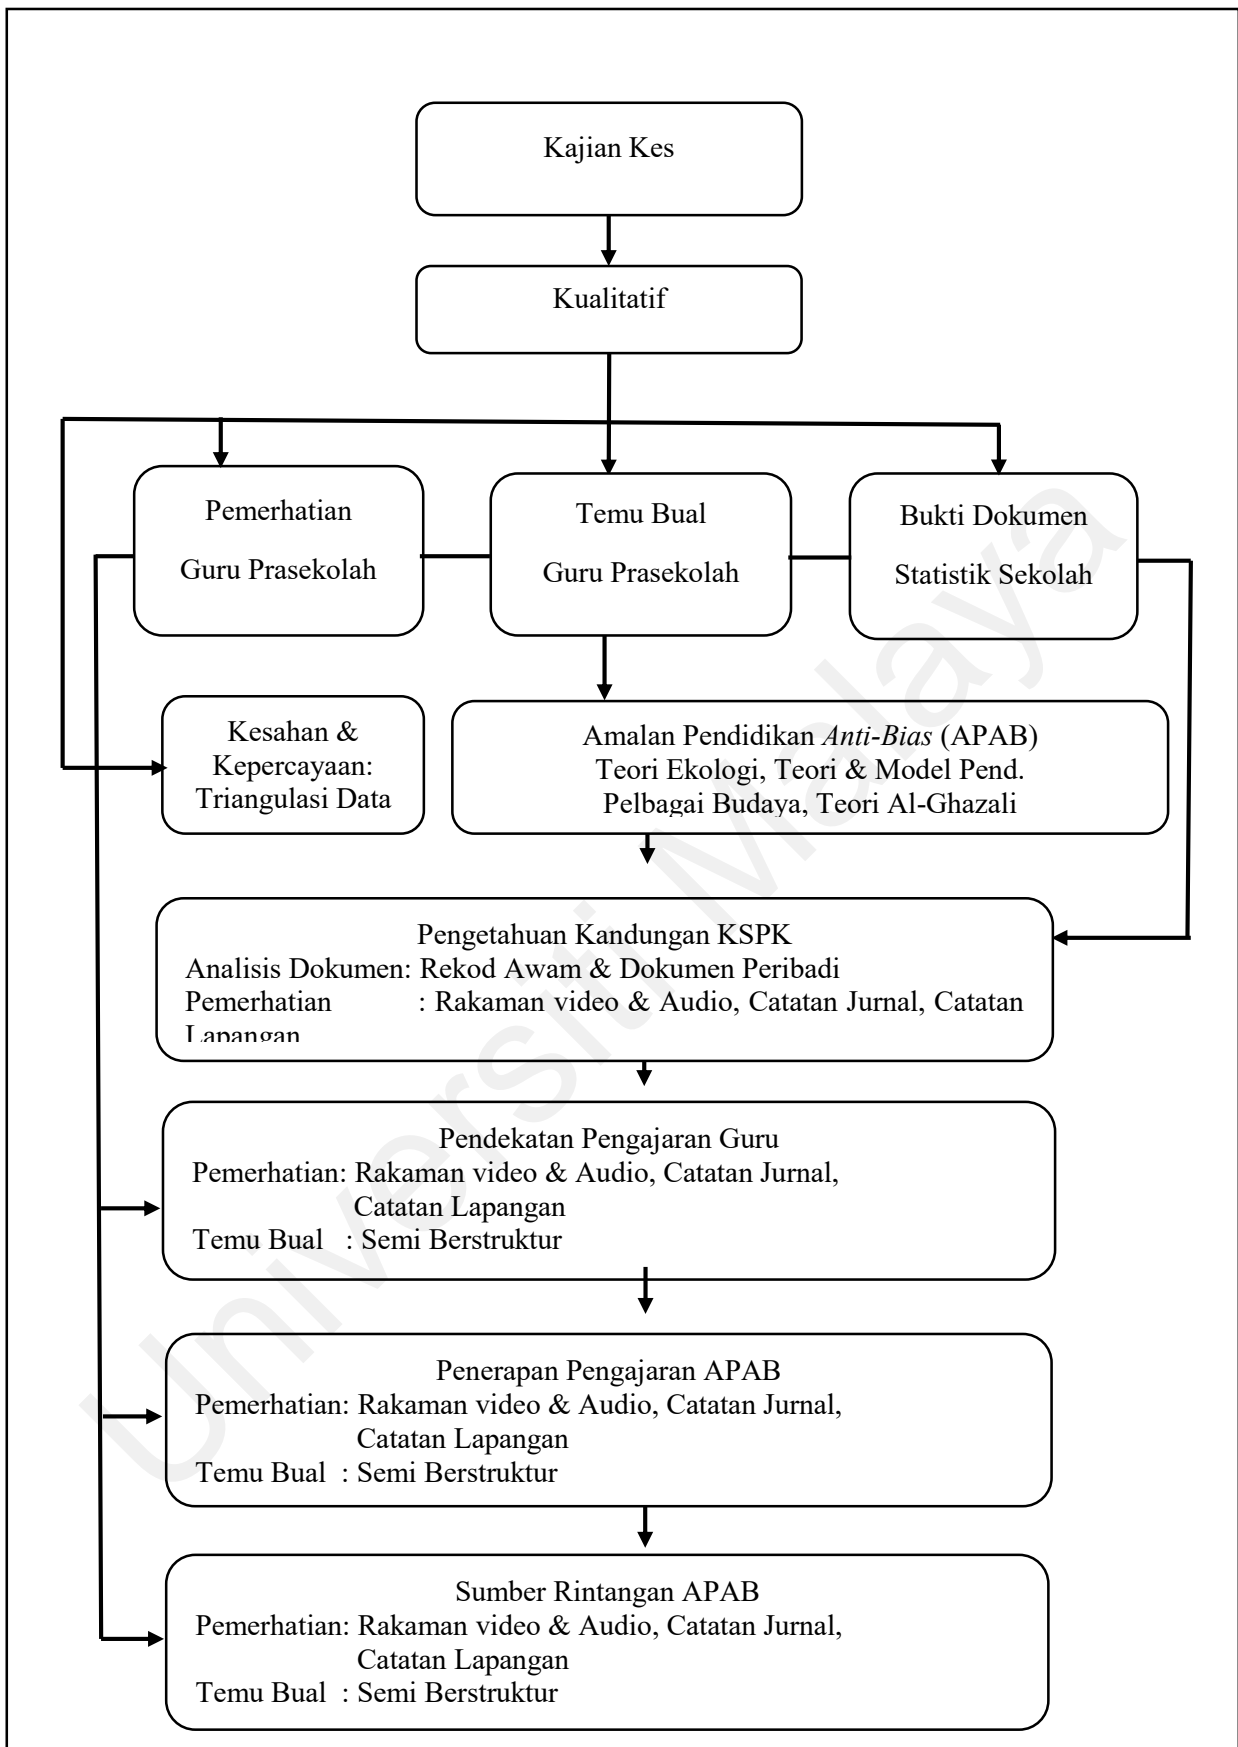 Kajian Kes
Kualitatif
Pemerhatian
Guru Prasekolah
Temu Bual
Guru Prasekolah
Bukti Dokumen
Statistik Sekolah
Kesahan &
Kepercayaan:
Triangulasi Data
Amalan Pendidikan Anti-Bias (APAB)
Teori Ekologi, Teori & Model Pend.
Pelbagai Budaya, Teori Al-Ghazali
Pengetahuan Kandungan KSPK
Analisis Dokumen: Rekod Awam & Dokumen Peribadi
Pemerhatian : Rakaman video & Audio, Catatan Jurnal, Catatan
Lapangan
Pendekatan Pengajaran Guru
Pemerhatian: Rakaman video & Audio, Catatan Jurnal,
Catatan Lapangan
Temu Bual : Semi Berstruktur
Penerapan Pengajaran APAB
Pemerhatian: Rakaman video & Audio, Catatan Jurnal,
Catatan Lapangan
Temu Bual : Semi Berstruktur
Sumber Rintangan APAB
Pemerhatian: Rakaman video & Audio, Catatan Jurnal,
Catatan Lapangan
Temu Bual : Semi Berstruktur
Universiti Malaya